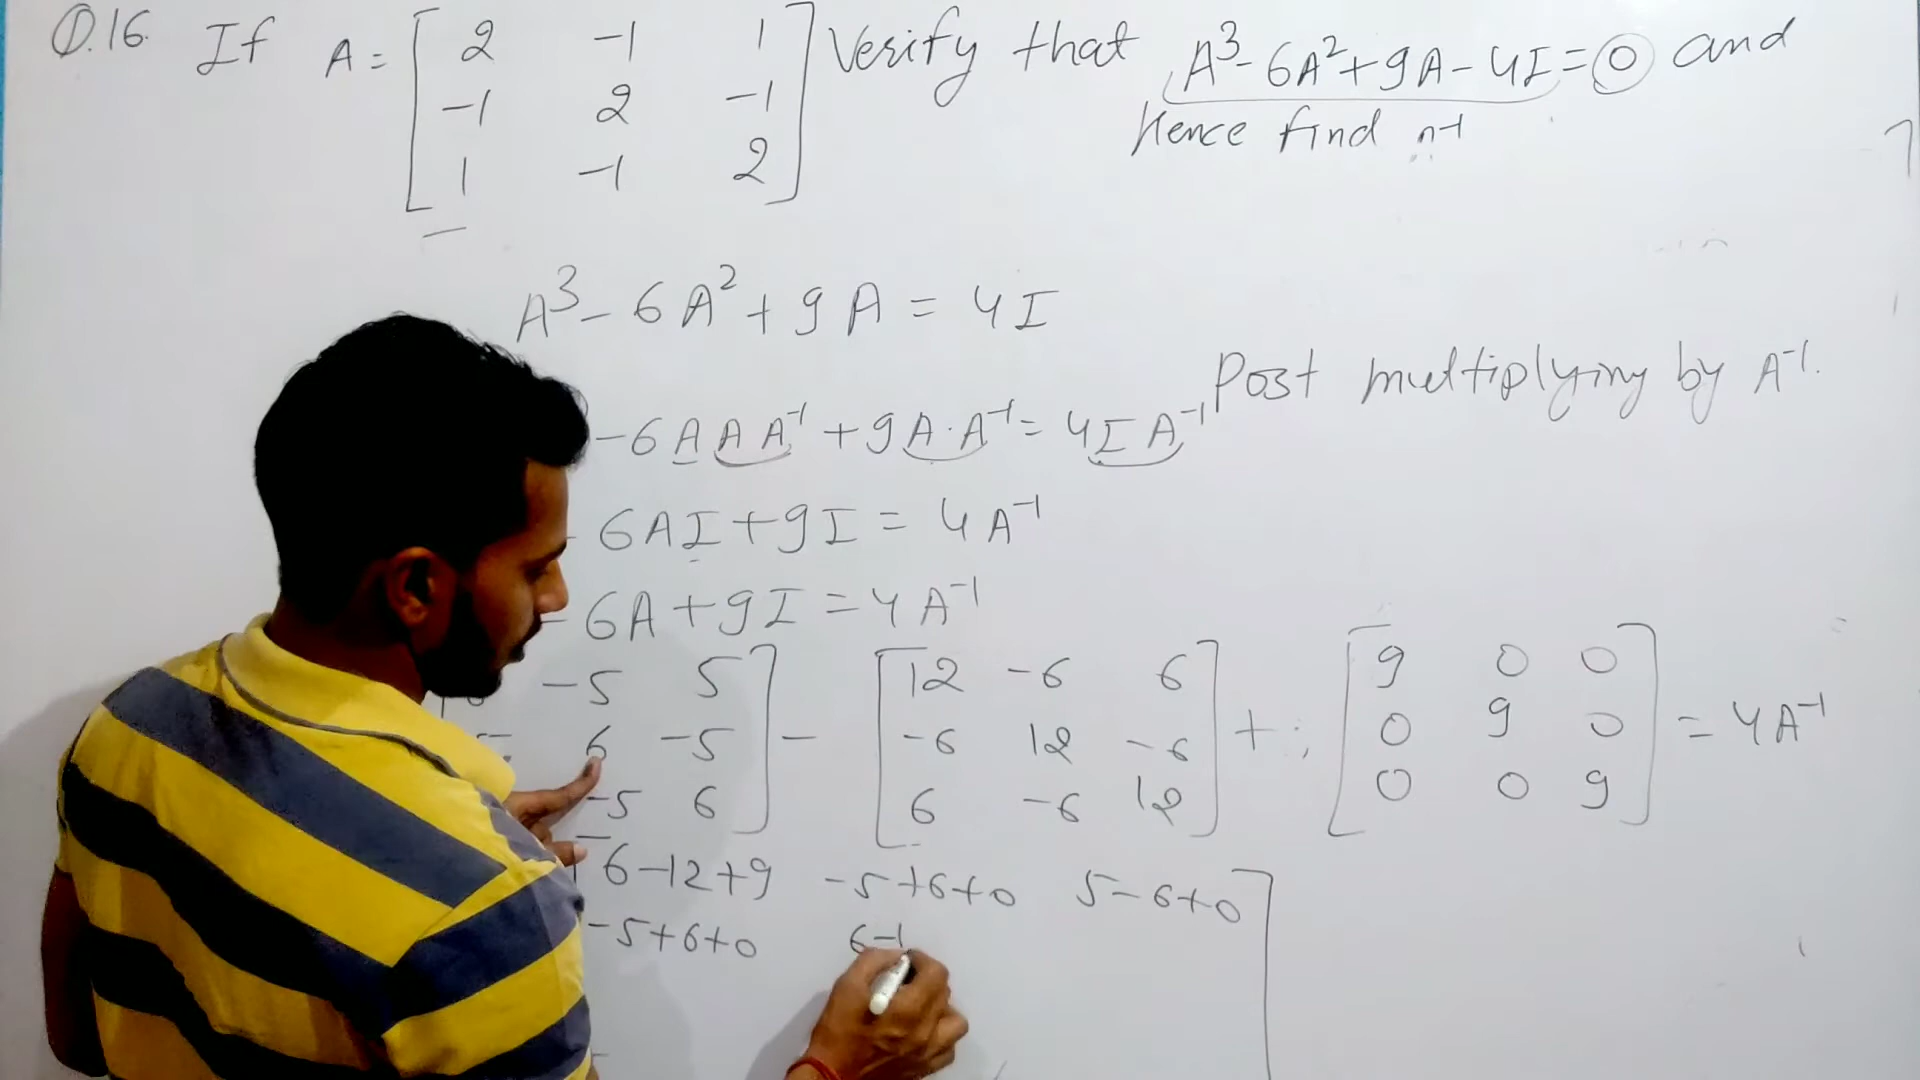 Q.16. If A = [ 2 -1 1 ] Verify that A³ - 6A² + 9A - 4I = 0 and
-1 2 -1 Hence find A⁻¹
1 -1 2
A³ - 6A² + 9A = 4I
Post multiplying by A⁻¹.
-6AAA⁻¹ + 9A·A⁻¹ = 4IA⁻¹
- 6AI + 9I = 4A⁻¹
- 6A + 9I = 4A⁻¹
-5 5 ] [ 12 -6 6 ] [ 9 0 0 ]
6 -5 - -6 12 -6 + 0 9 0 = 4A⁻¹
-5 6 6 -6 12 0 0 9
6-12+9 -5+6+0 5-6+0 ]
-5+6+0 6-1